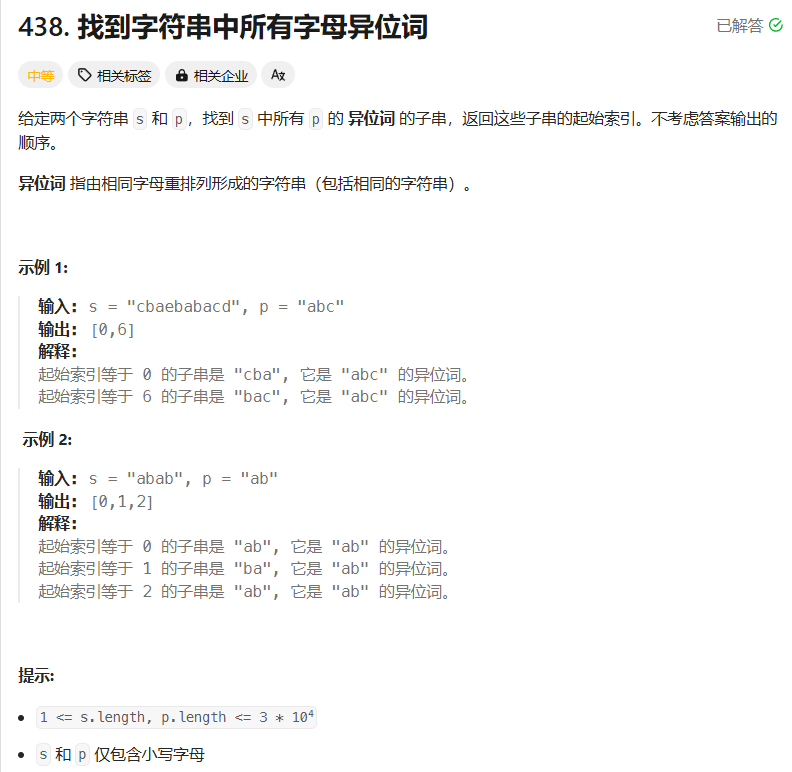 438. 找到字符串中所有字母异位词
已解答
中等 相关标签 相关企业 Aあ
给定两个字符串 s 和 p，找到 s 中所有 p 的 异位词 的子串，返回这些子串的起始索引。不考虑答案输出的
顺序。
异位词 指由相同字母重排列形成的字符串（包括相同的字符串）。
示例 1:
输入: s = "cbaebabacd", p = "abc"
输出: [0,6]
解释:
起始索引等于 0 的子串是 "cba", 它是 "abc" 的异位词。
起始索引等于 6 的子串是 "bac", 它是 "abc" 的异位词。
示例 2:
输入: s = "abab", p = "ab"
输出: [0,1,2]
解释:
起始索引等于 0 的子串是 "ab", 它是 "ab" 的异位词。
起始索引等于 1 的子串是 "ba", 它是 "ab" 的异位词。
起始索引等于 2 的子串是 "ab", 它是 "ab" 的异位词。
提示:
• 1 <= s.length, p.length <= 3 * 10⁴
• s 和 p 仅包含小写字母